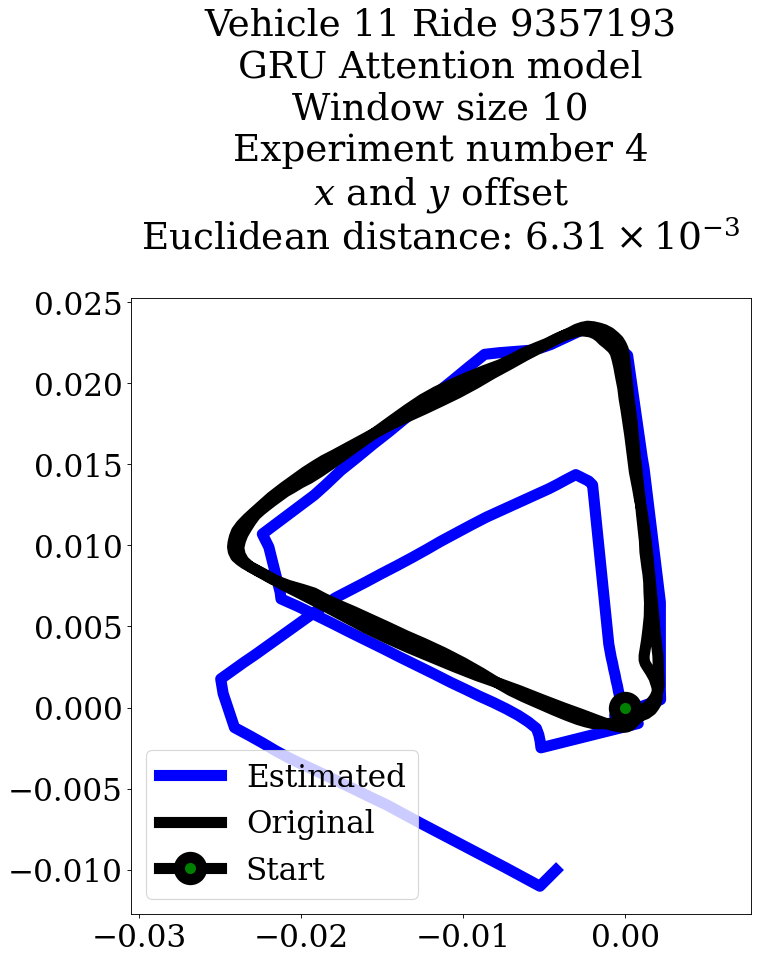 Vehicle 11 Ride 9357193
GRU Attention model
Window size 10
Experiment number 4
x and y offset
Euclidean distance: 6.31 × 10⁻³
0.025
0.020
0.015
0.010
0.005
0.000
−0.005
−0.010
Estimated
Original
Start
−0.03
−0.02
−0.01
0.00